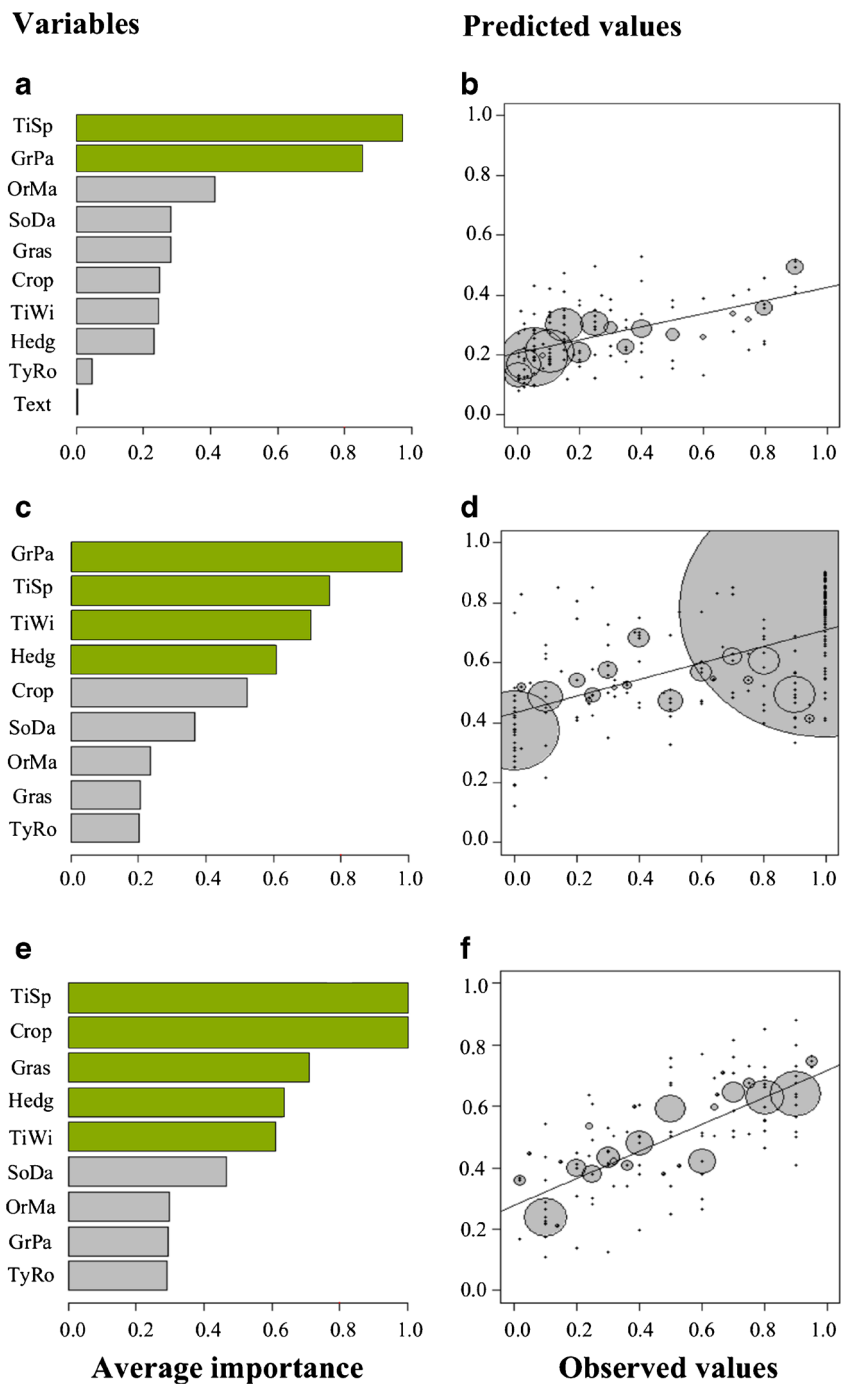 Variables
Predicted values
a
TiSp
GrPa
OrMa
SoDa
Gras
Crop
TiWi
Hedg
TyRo
Text
0.0 0.2 0.4 0.6 0.8 1.0
b
1.0
0.8
0.6
0.4
0.2
0.0
0.0 0.2 0.4 0.6 0.8 1.0
c
GrPa
TiSp
TiWi
Hedg
Crop
SoDa
OrMa
Gras
TyRo
0.0 0.2 0.4 0.6 0.8 1.0
d
1.0
0.8
0.6
0.4
0.2
0.0
0.0 0.2 0.4 0.6 0.8 1.0
e
TiSp
Crop
Gras
Hedg
TiWi
SoDa
OrMa
GrPa
TyRo
0.0 0.2 0.4 0.6 0.8 1.0
Average importance
f
1.0
0.8
0.6
0.4
0.2
0.0
0.0 0.2 0.4 0.6 0.8 1.0
Observed values